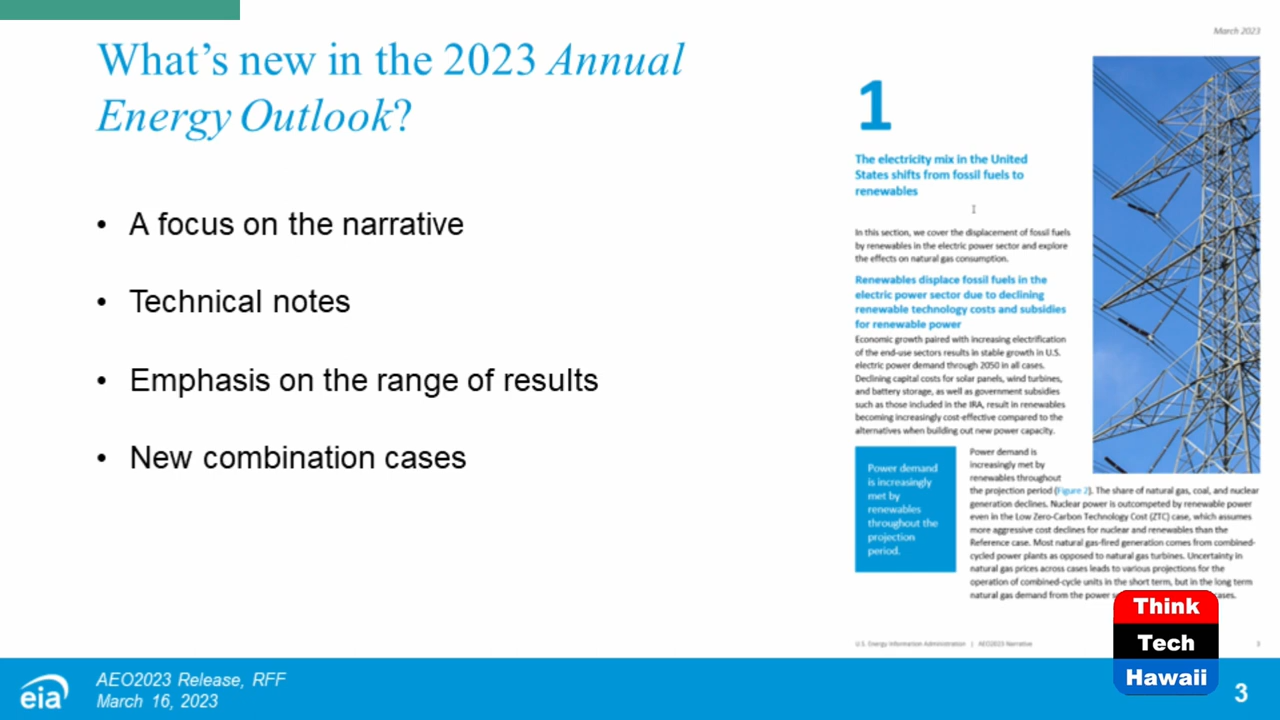 What's new in the 2023 Annual
Energy Outlook?
• A focus on the narrative
• Technical notes
• Emphasis on the range of results
• New combination cases
March 2023
1
The electricity mix in the United
States shifts from fossil fuels to
renewables
In this section, we cover the displacement of fossil fuels
by renewables in the electric power sector and explore
the effects on natural gas consumption.
Renewables displace fossil fuels in the
electric power sector due to declining
renewable technology costs and subsidies
for renewable power
Economic growth paired with increasing electrification
of the end-use sectors results in stable growth in U.S.
electric power demand through 2050 in all cases.
Declining capital costs for solar panels, wind turbines,
and battery storage, as well as government subsidies
such as those included in the IRA, result in renewables
becoming increasingly cost-effective compared to the
alternatives when building out new power capacity.
Power demand
is increasingly
met by
renewables
throughout the
projection
period.
Power demand is
increasingly met by
renewables throughout
the projection period (Figure 2). The share of natural gas, coal, and nuclear
generation declines. Nuclear power is outcompeted by renewable power
even in the Low Zero-Carbon Technology Cost (ZTC) case, which assumes
more aggressive cost declines for nuclear and renewables than the
Reference case. Most natural gas-fired generation comes from combined-
cycled power plants as opposed to natural gas turbines. Uncertainty in
natural gas prices across cases leads to various projections for the
operation of combined-cycle units in the short term, but in the long term
natural gas demand from the power cases.
U.S. Energy Information Administration | AEO2023 Narrative
3
Think
Tech
Hawaii
eia
AEO2023 Release, RFF
March 16, 2023
3